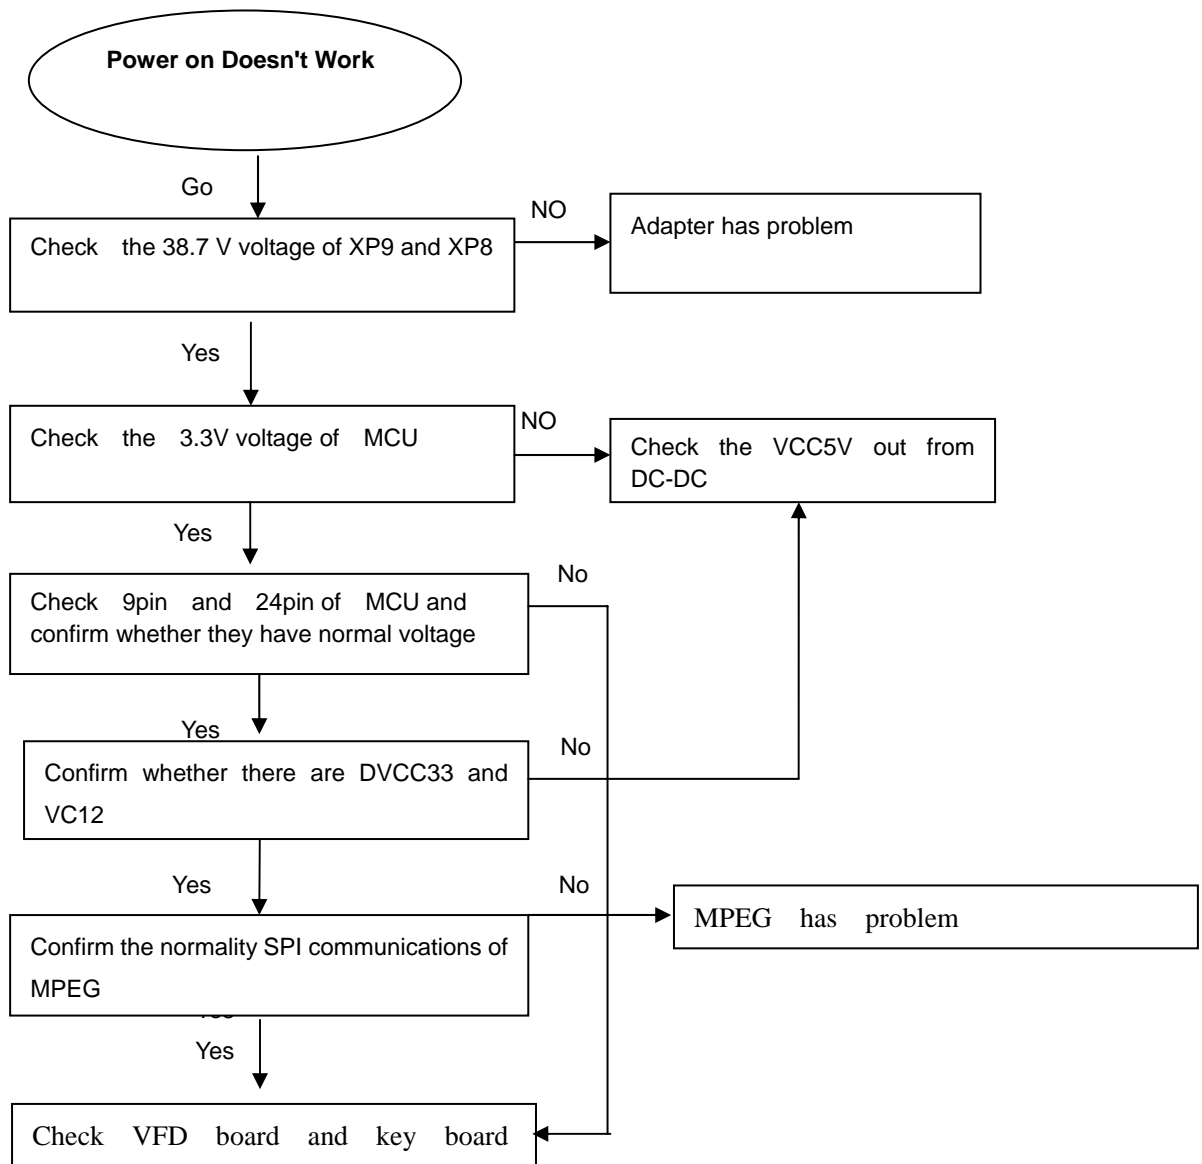 Power on Doesn't Work
Go
NO
Check the 38.7 V voltage of XP9 and XP8
Adapter has problem
Yes
NO
Check the 3.3V voltage of MCU
Check the VCC5V out from
DC-DC
Yes
No
Check 9pin and 24pin of MCU and
confirm whether they have normal voltage
Yes
No
Confirm whether there are DVCC33 and
VC12
Yes
No
MPEG has problem
Confirm the normality SPI communications of
MPEG
Yes
Check VFD board and key board